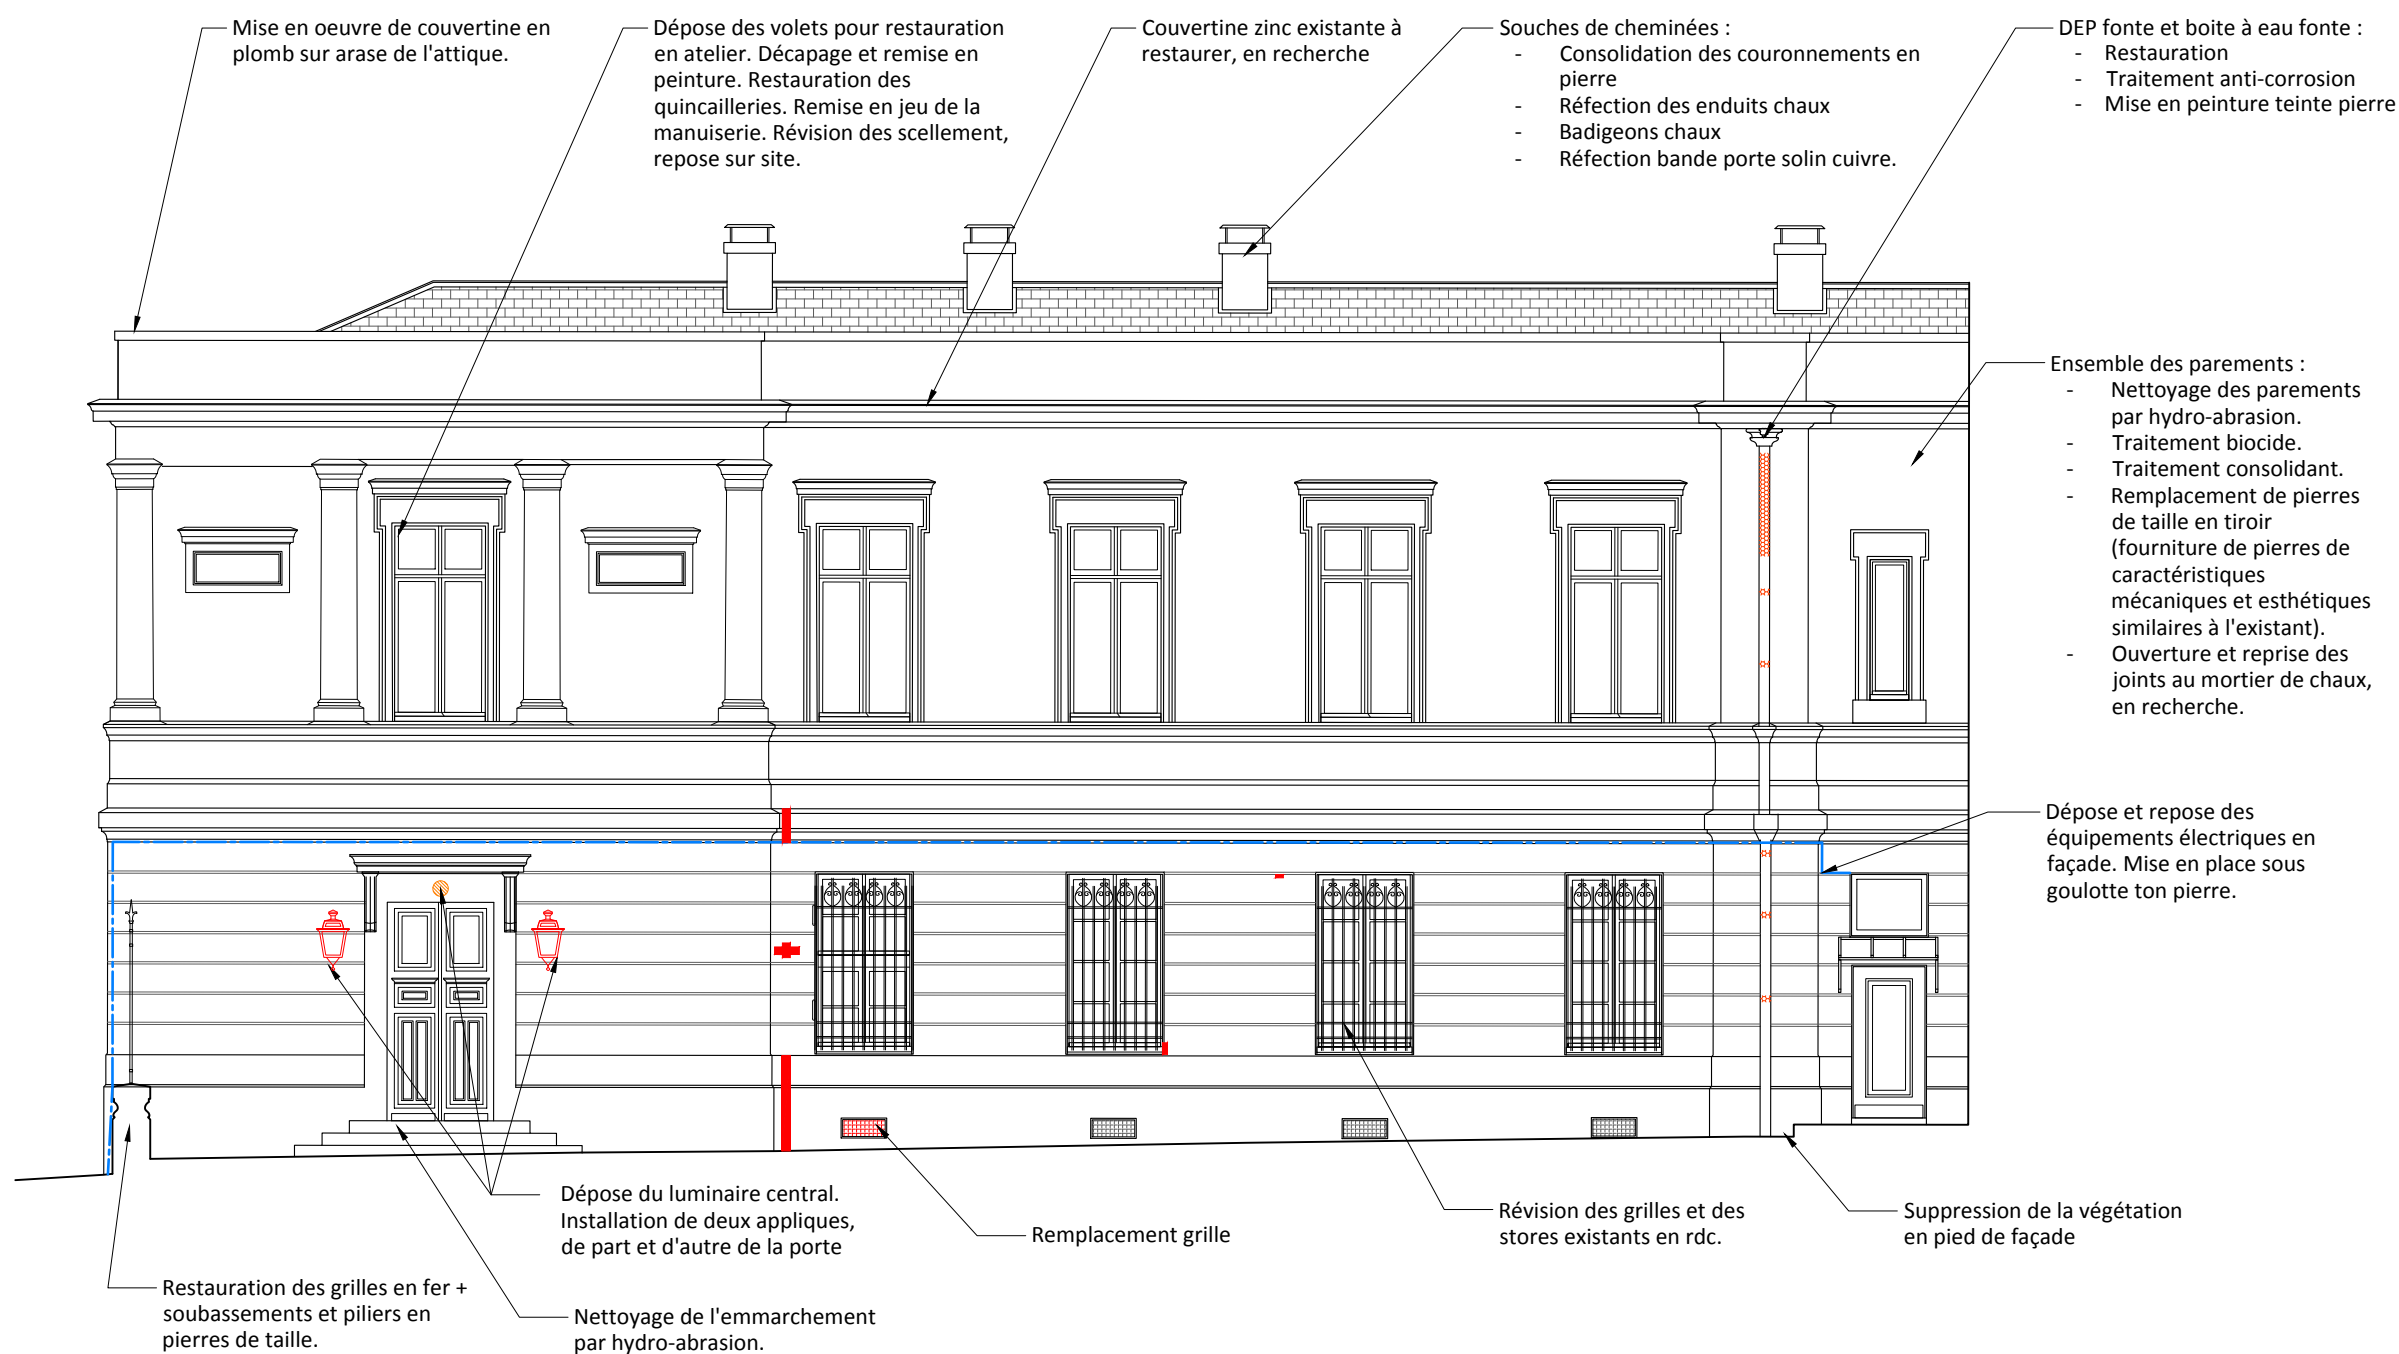 Mise en oeuvre de couvertine en
plomb sur arase de l'attique.
Dépose des volets pour restauration
en atelier. Décapage et remise en
peinture. Restauration des
quincailleries. Remise en jeu de la
manuiserie. Révision des scellement,
repose sur site.
Couvertine zinc existante à
restaurer, en recherche
Souches de cheminées :
- Consolidation des couronnements en
pierre
- Réfection des enduits chaux
- Badigeons chaux
- Réfection bande porte solin cuivre.
DEP fonte et boite à eau fonte :
- Restauration
- Traitement anti-corrosion
- Mise en peinture teinte pierre
Ensemble des parements :
- Nettoyage des parements
par hydro-abrasion.
- Traitement biocide.
- Traitement consolidant.
- Remplacement de pierres
de taille en tiroir
(fourniture de pierres de
caractéristiques
mécaniques et esthétiques
similaires à l'existant).
- Ouverture et reprise des
joints au mortier de chaux,
en recherche.
Dépose et repose des
équipements électriques en
façade. Mise en place sous
goulotte ton pierre.
Dépose du luminaire central.
Installation de deux appliques,
de part et d'autre de la porte
Remplacement grille
Révision des grilles et des
stores existants en rdc.
Suppression de la végétation
en pied de façade
Restauration des grilles en fer +
soubassements et piliers en
pierres de taille.
Nettoyage de l'emmarchement
par hydro-abrasion.